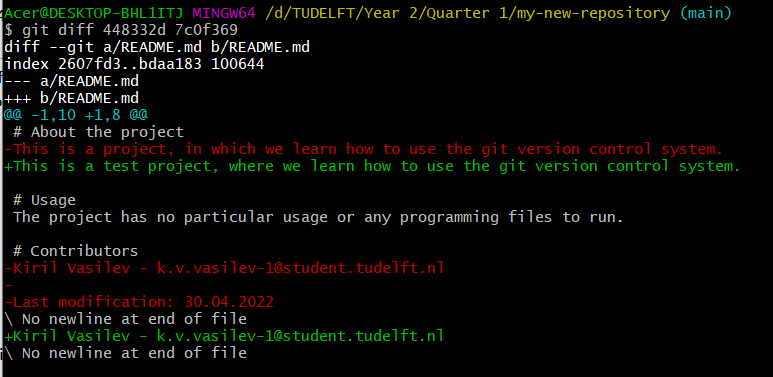 Acer@DESKTOP-BHL1ITJ MINGW64 /d/TUDELFT/Year 2/Quarter 1/my-new-repository (main)
$ git diff 448332d 7c0f369
diff --git a/README.md b/README.md
index 2607fd3..bdaa183 100644
--- a/README.md
+++ b/README.md
@@ -1,10 +1,8 @@
 # About the project
-This is a project, in which we learn how to use the git version control system.
+This is a test project, where we learn how to use the git version control system.

 # Usage
 The project has no particular usage or any programming files to run.

 # Contributors
-Kiril Vasilev - k.v.vasilev-1@student.tudelft.nl
-
-Last modification: 30.04.2022
\ No newline at end of file
+Kiril Vasilev - k.v.vasilev-1@student.tudelft.nl
\ No newline at end of file